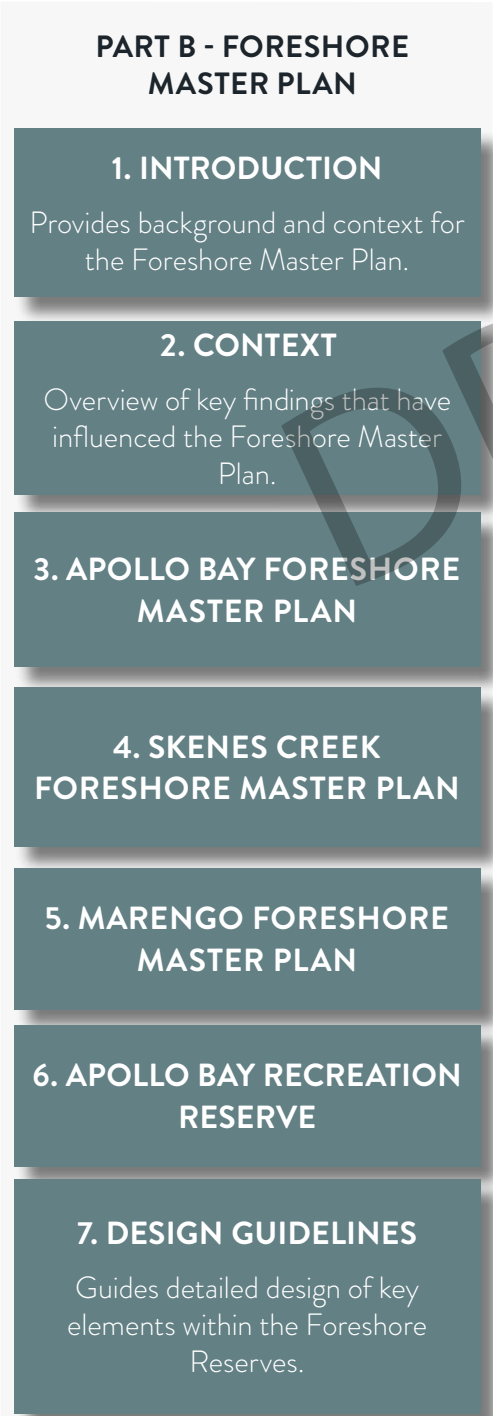 PART B - FORESHORE
MASTER PLAN
1. INTRODUCTION
Provides background and context for
the Foreshore Master Plan.
2. CONTEXT
Overview of key findings that have
influenced the Foreshore Master
Plan.
3. APOLLO BAY FORESHORE
MASTER PLAN
4. SKENES CREEK
FORESHORE MASTER PLAN
5. MARENGO FORESHORE
MASTER PLAN
6. APOLLO BAY RECREATION
RESERVE
7. DESIGN GUIDELINES
Guides detailed design of key
elements within the Foreshore
Reserves.